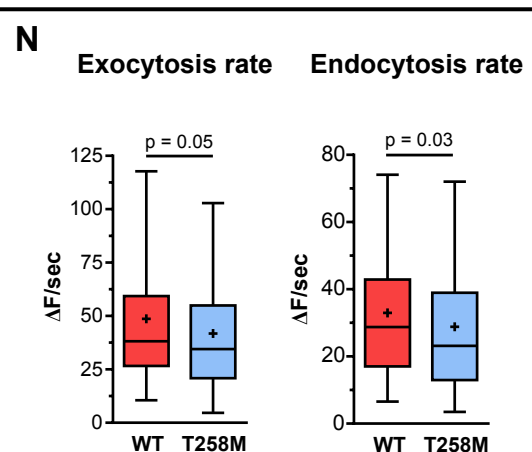 N
Exocytosis rate
p = 0.05
ΔF/sec
125
100
75
50
25
0
WT T258M
Endocytosis rate
p = 0.03
ΔF/sec
80
60
40
20
0
WT T258M